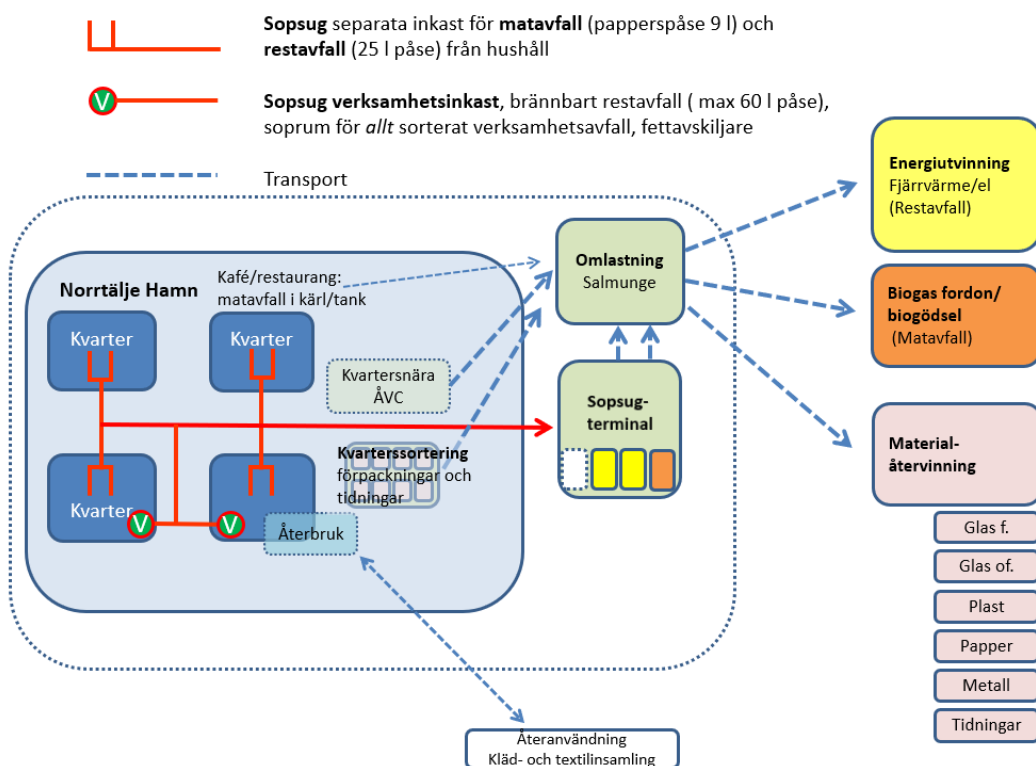 Sopsug separata inkast för matavfall (papperspåse 9 l) och
restavfall (25 l påse) från hushåll
V
Sopsug verksamhetsinkast, brännbart restavfall ( max 60 l påse),
soprum för allt sorterat verksamhetsavfall, fettavskiljare
Transport
Energiutvinning
Fjärrvärme/el
(Restavfall)
Omlastning
Salmunge
Kafé/restaurang:
matavfall i kärl/tank
Norrtälje Hamn
Biogas fordon/
biogödsel
(Matavfall)
Kvarter
Kvarter
Kvartersnära
ÅVC
Sopsug-
terminal
Material-
återvinning
Kvarterssortering
förpackningar och
tidningar
Kvarter
V
V
Återbruk
Glas f.
Glas of.
Plast
Papper
Metall
Tidningar
Återanvändning
Kläd- och textilinsamling